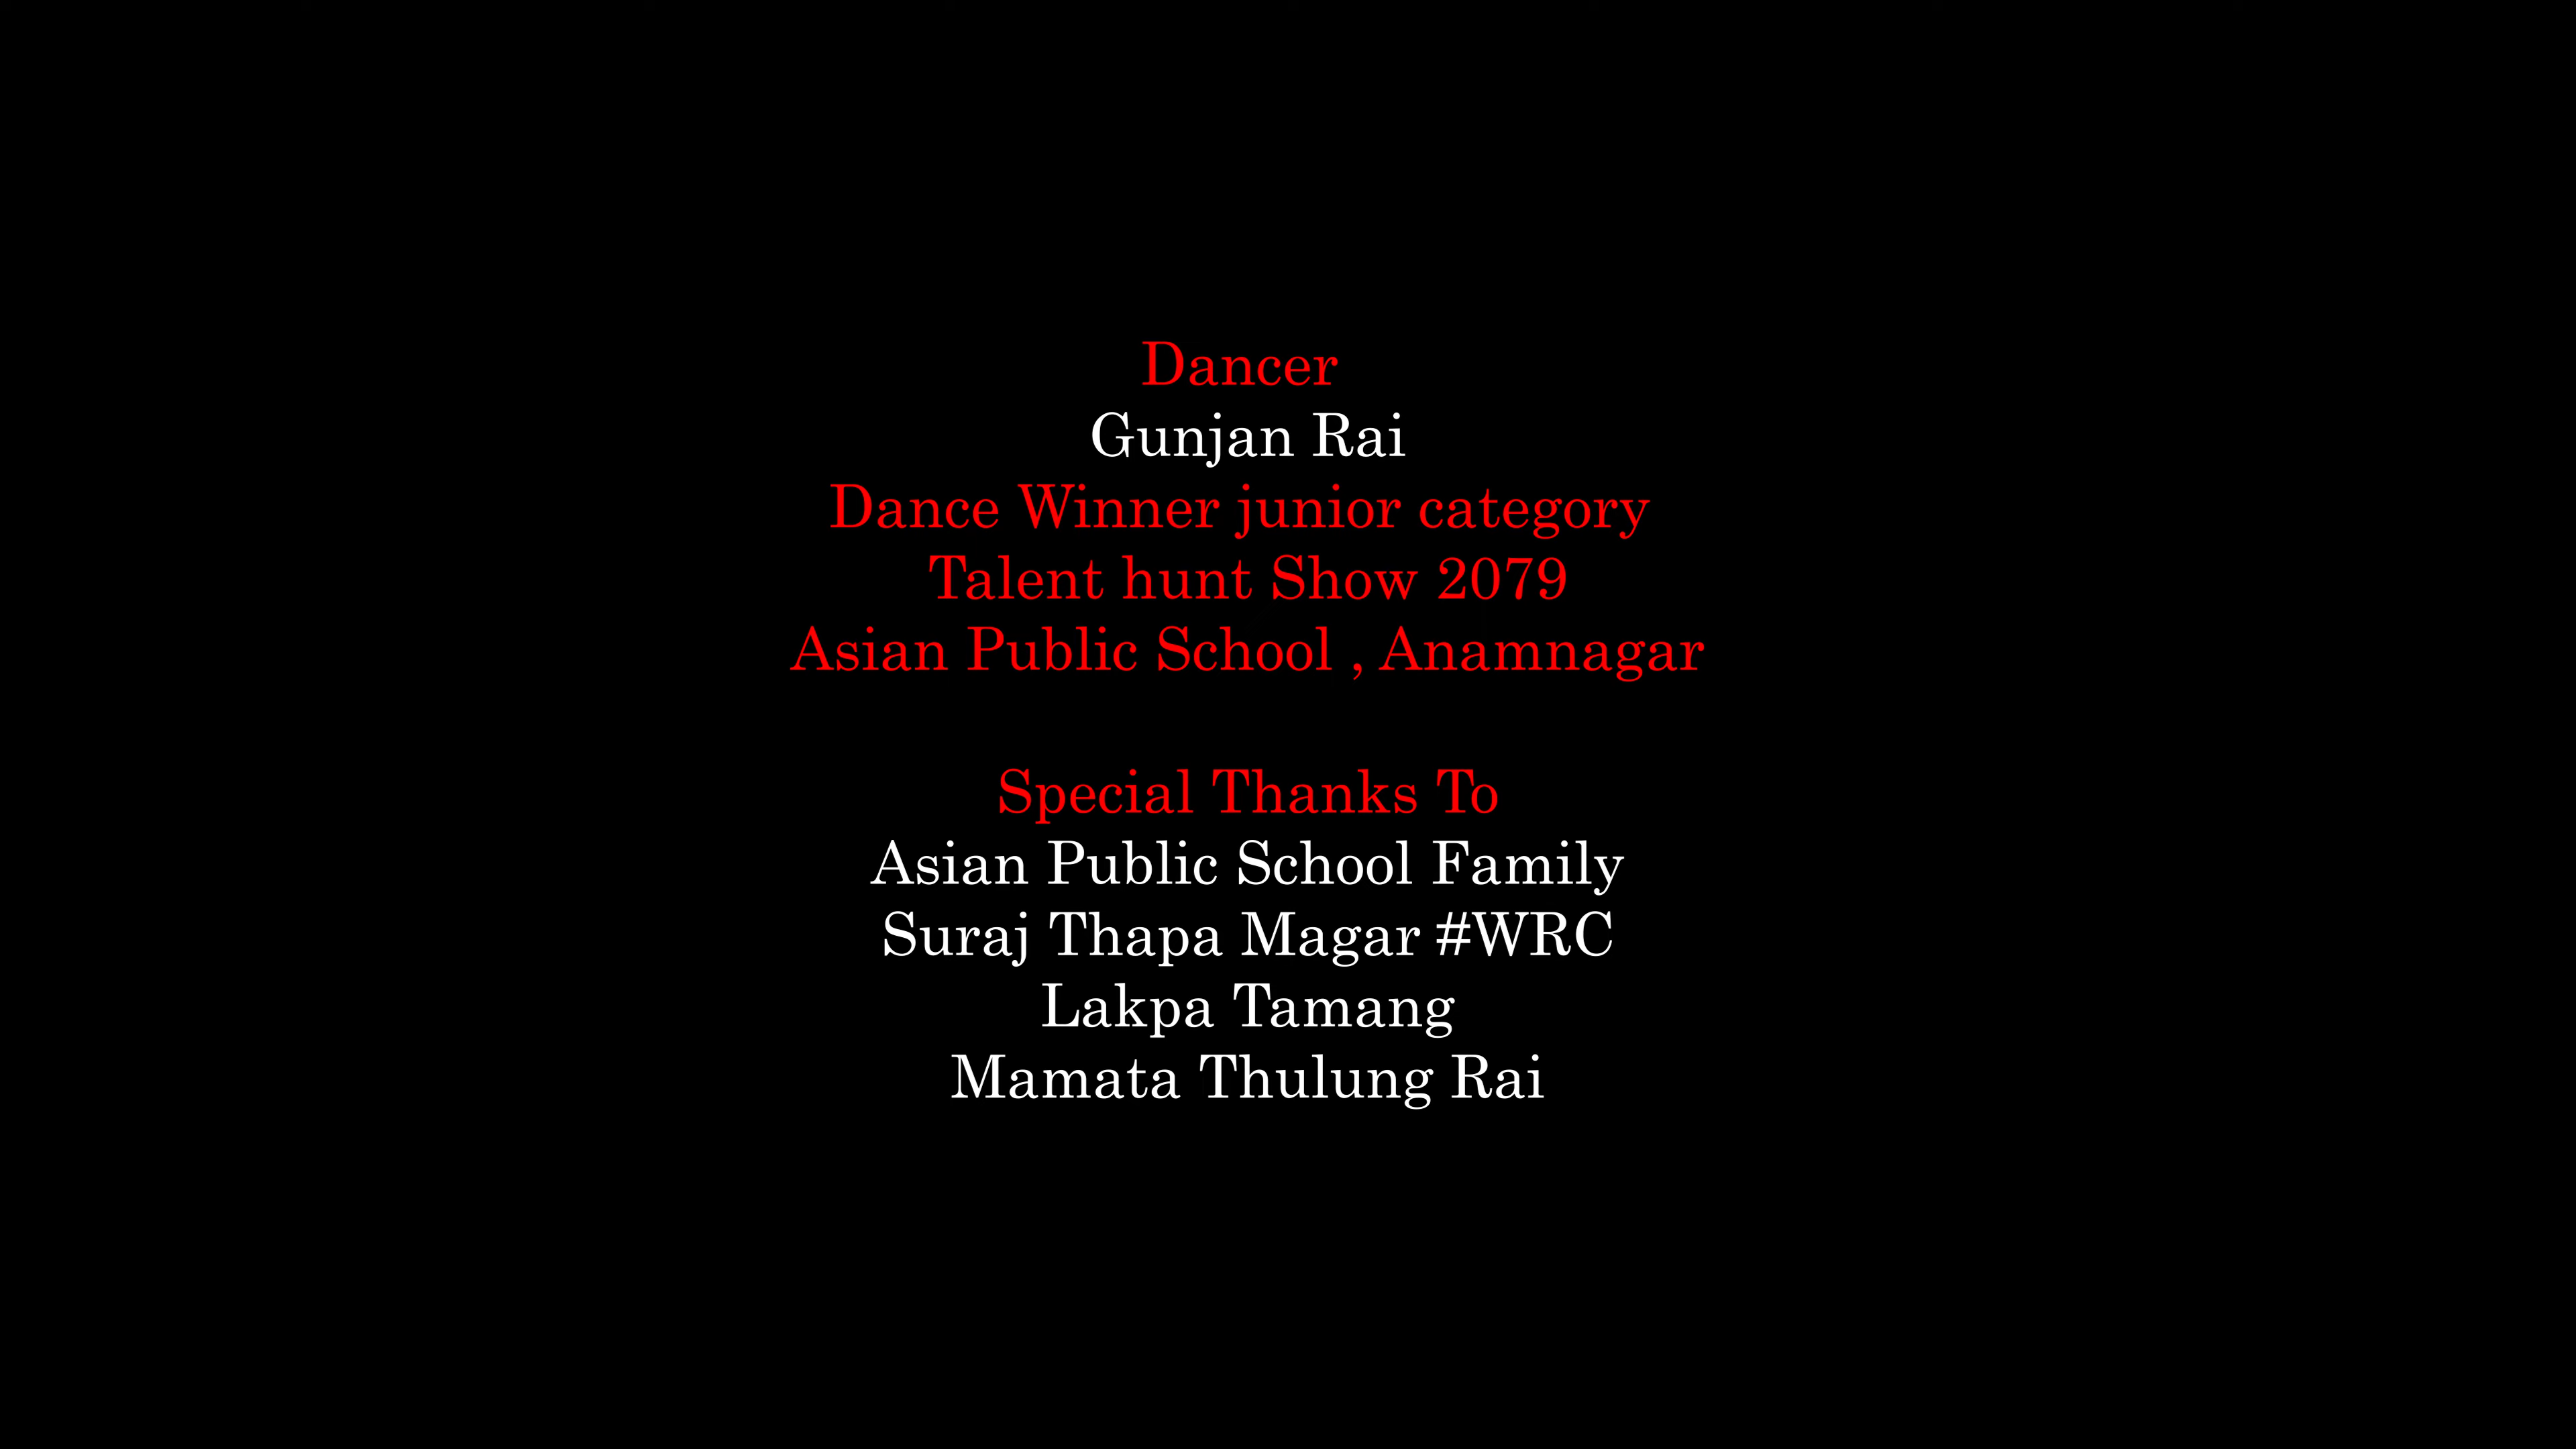 Dancer
Gunjan Rai
Dance Winner junior category
Talent hunt Show 2079
Asian Public School , Anamnagar
Special Thanks To
Asian Public School Family
Suraj Thapa Magar #WRC
Lakpa Tamang
Mamata Thulung Rai